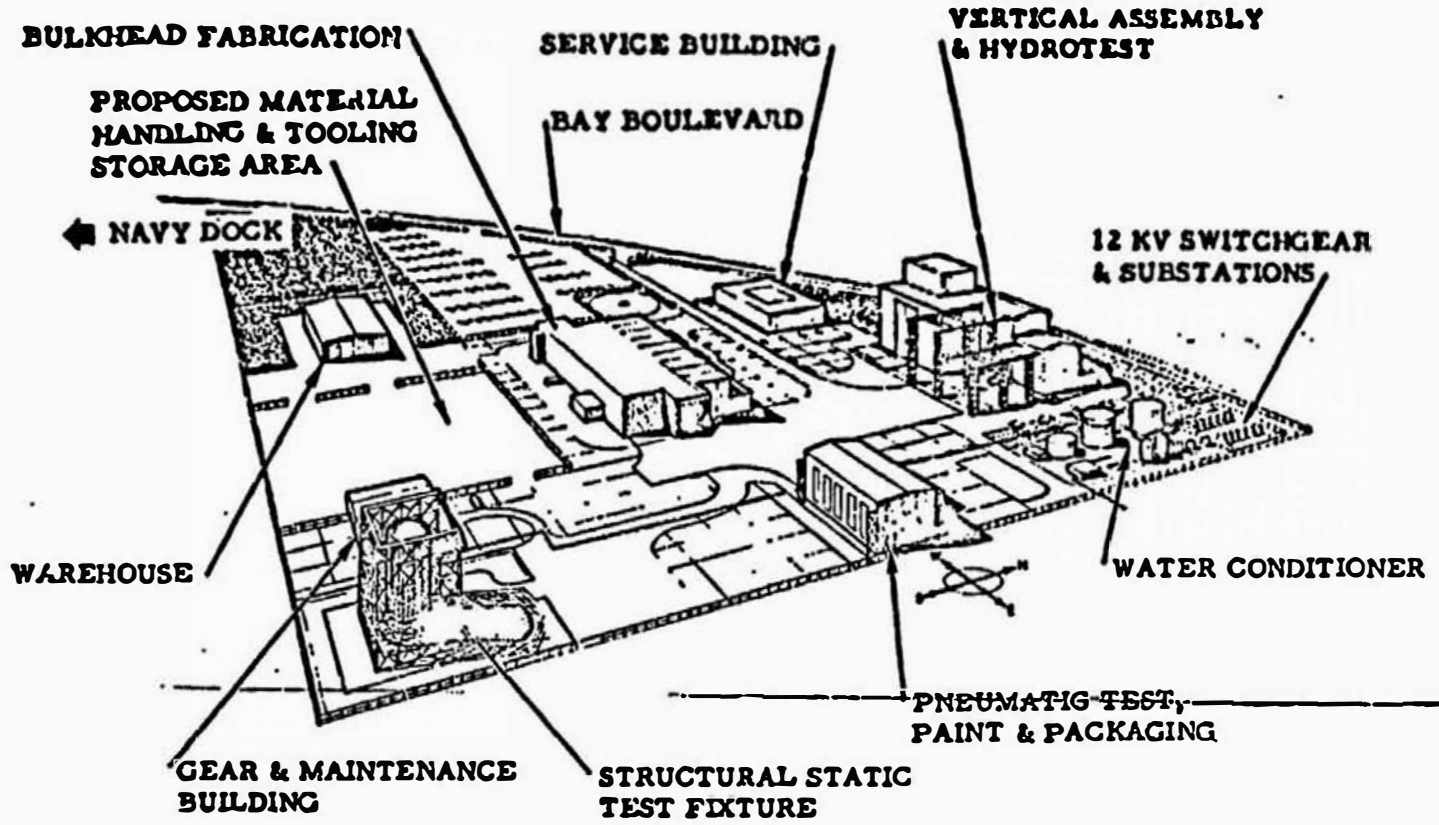 BULKHEAD FABRICATION
SERVICE BUILDING
VERTICAL ASSEMBLY
& HYDROTEST
PROPOSED MATERIAL
HANDLING & TOOLING
STORAGE AREA
BAY BOULEVARD
NAVY DOCK
12 KV SWITCHGEAR
& SUBSTATIONS
WAREHOUSE
WATER CONDITIONER
PNEUMATIC TEST,
PAINT & PACKAGING
GEAR & MAINTENANCE
BUILDING
STRUCTURAL STATIC
TEST FIXTURE